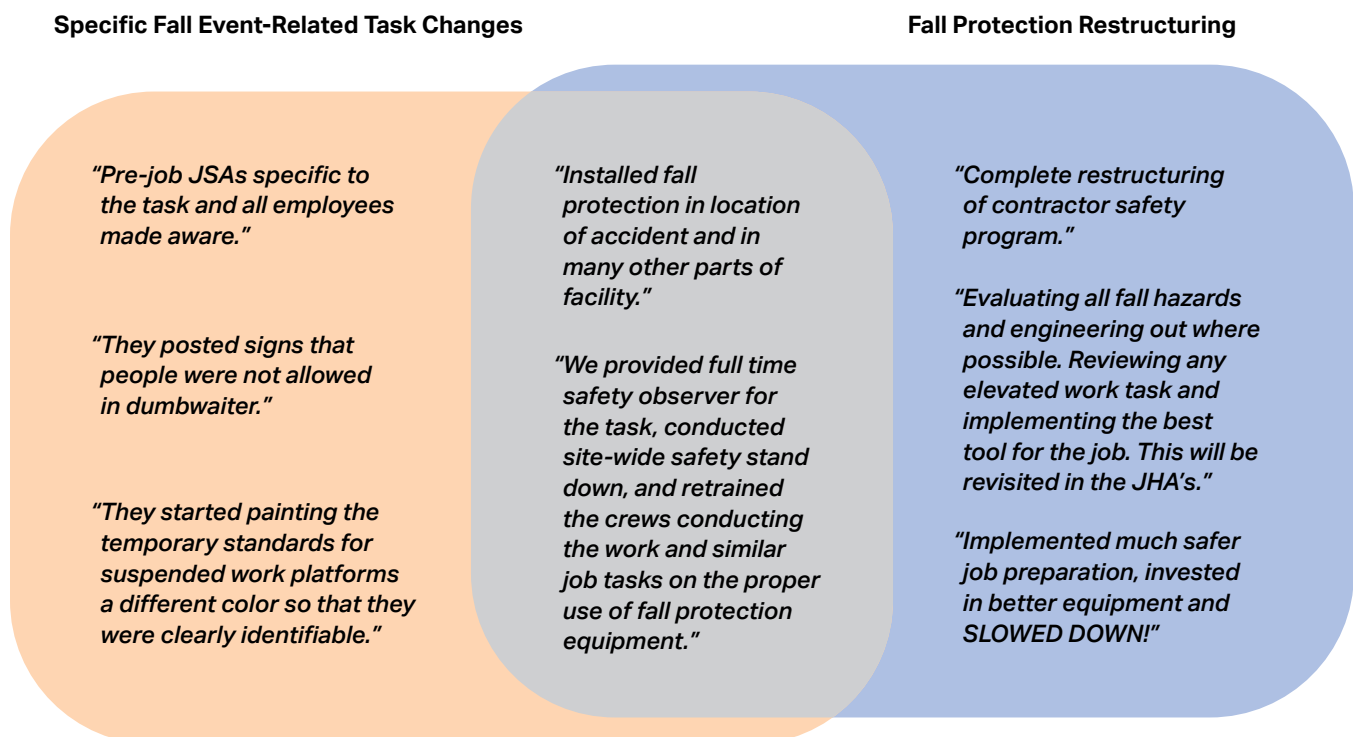 Specific Fall Event-Related Task Changes
Fall Protection Restructuring
“Pre-job JSAs specific to
the task and all employees
made aware.”
“They posted signs that
people were not allowed
in dumbwaiter.”
“They started painting the
temporary standards for
suspended work platforms
a different color so that they
were clearly identifiable.”
“Installed fall
protection in location
of accident and in
many other parts of
facility.”
“We provided full time
safety observer for
the task, conducted
site-wide safety stand
down, and retrained
the crews conducting
the work and similar
job tasks on the proper
use of fall protection
equipment.”
“Complete restructuring
of contractor safety
program.”
“Evaluating all fall hazards
and engineering out where
possible. Reviewing any
elevated work task and
implementing the best
tool for the job. This will be
revisited in the JHA’s.”
“Implemented much safer
job preparation, invested
in better equipment and
SLOWED DOWN!”